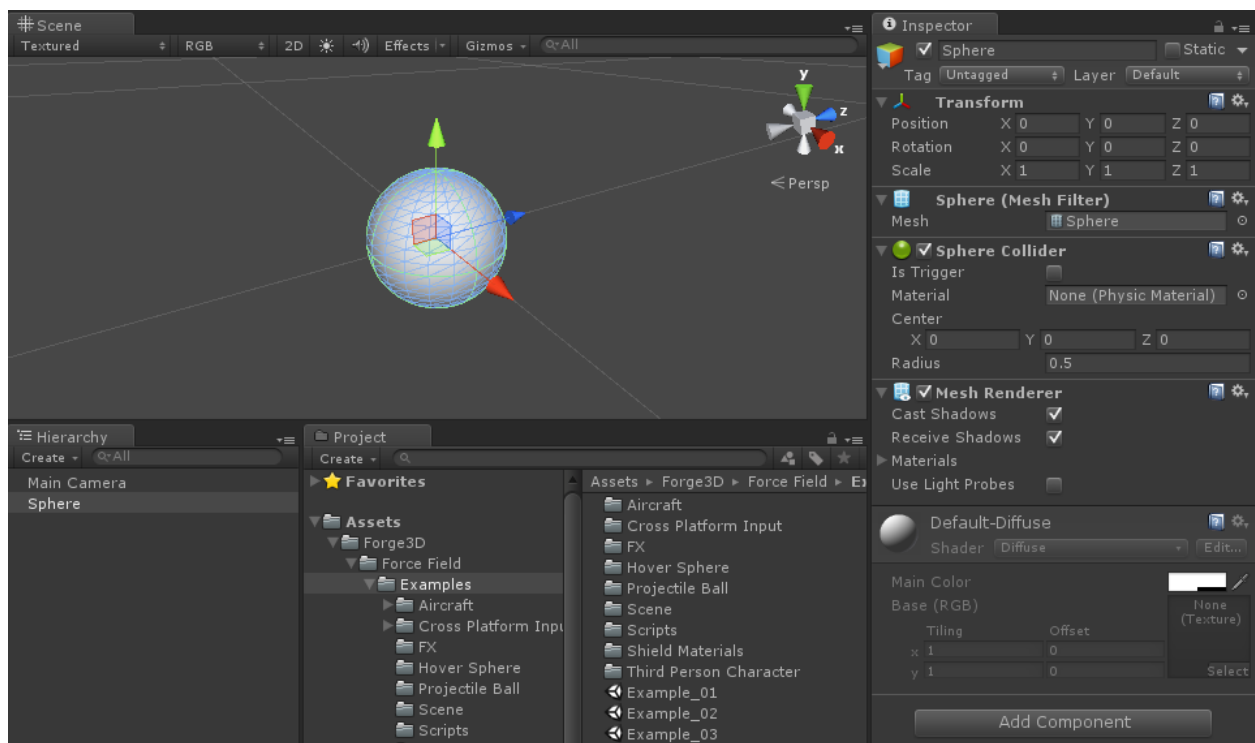 Scene
Textured RGB 2D Effects Gizmos All
y
z
x
Persp
Hierarchy
Create All
Main Camera
Sphere
Project
Create
Favorites
Assets
Forge3D
Force Field
Examples
Aircraft
Cross Platform Inpu
FX
Hover Sphere
Projectile Ball
Scene
Scripts
Assets Forge3D Force Field Ex
Aircraft
Cross Platform Input
FX
Hover Sphere
Projectile Ball
Scene
Scripts
Shield Materials
Third Person Character
Example_01
Example_02
Example_03
Inspector
Sphere Static
Tag Untagged Layer Default
Transform
Position X 0 Y 0 Z 0
Rotation X 0 Y 0 Z 0
Scale X 1 Y 1 Z 1
Sphere (Mesh Filter)
Mesh Sphere
Sphere Collider
Is Trigger
Material None (Physic Material)
Center
X 0 Y 0 Z 0
Radius 0.5
Mesh Renderer
Cast Shadows
Receive Shadows
Materials
Use Light Probes
Default-Diffuse
Shader Diffuse Edit...
Main Color
Base (RGB) None
(Texture)
Tiling Offset
x 1 0
y 1 0 Select
Add Component